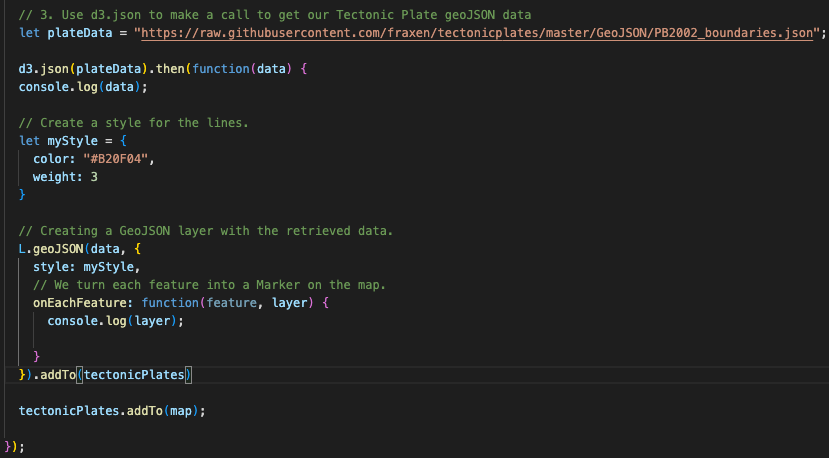 // 3. Use d3.json to make a call to get our Tectonic Plate geoJSON data
let plateData = "https://raw.githubusercontent.com/fraxen/tectonicplates/master/GeoJSON/PB2002_boundaries.json";
d3.json(plateData).then(function(data) {
console.log(data);
// Create a style for the lines.
let myStyle = {
color: "#B20F04",
weight: 3
}
// Creating a GeoJSON layer with the retrieved data.
L.geoJSON(data, {
style: myStyle,
// We turn each feature into a Marker on the map.
onEachFeature: function(feature, layer) {
console.log(layer);
}
}).addTo(tectonicPlates)
tectonicPlates.addTo(map);
});